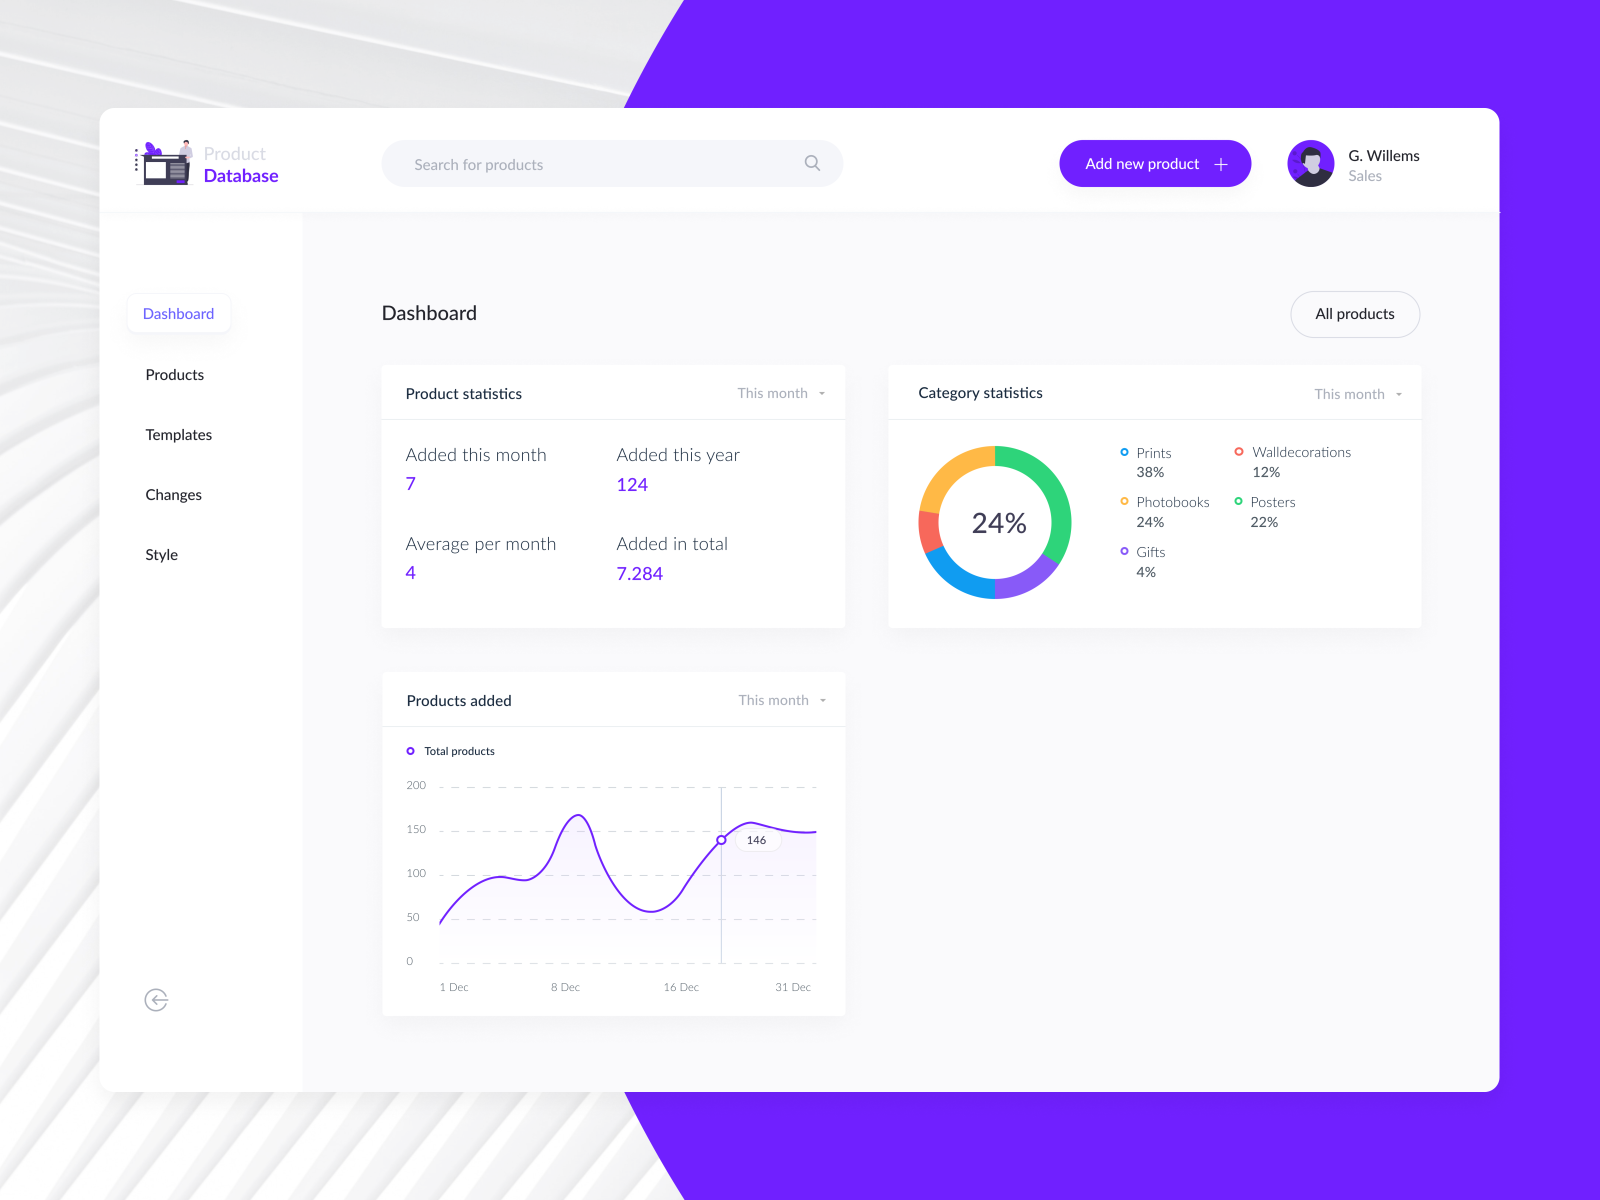 Product
Database
Search for products
Add new product
G. Willems
Sales
Dashboard
Products
Templates
Changes
Style
Dashboard
All products
Product statistics
This month
Added this month
7
Added this year
124
Average per month
4
Added in total
7.284
Category statistics
This month
24%
Prints
38%
Walldecorations
12%
Photobooks
24%
Posters
22%
Gifts
4%
Products added
This month
Total products
200
150
100
50
0
146
1 Dec
8 Dec
16 Dec
31 Dec